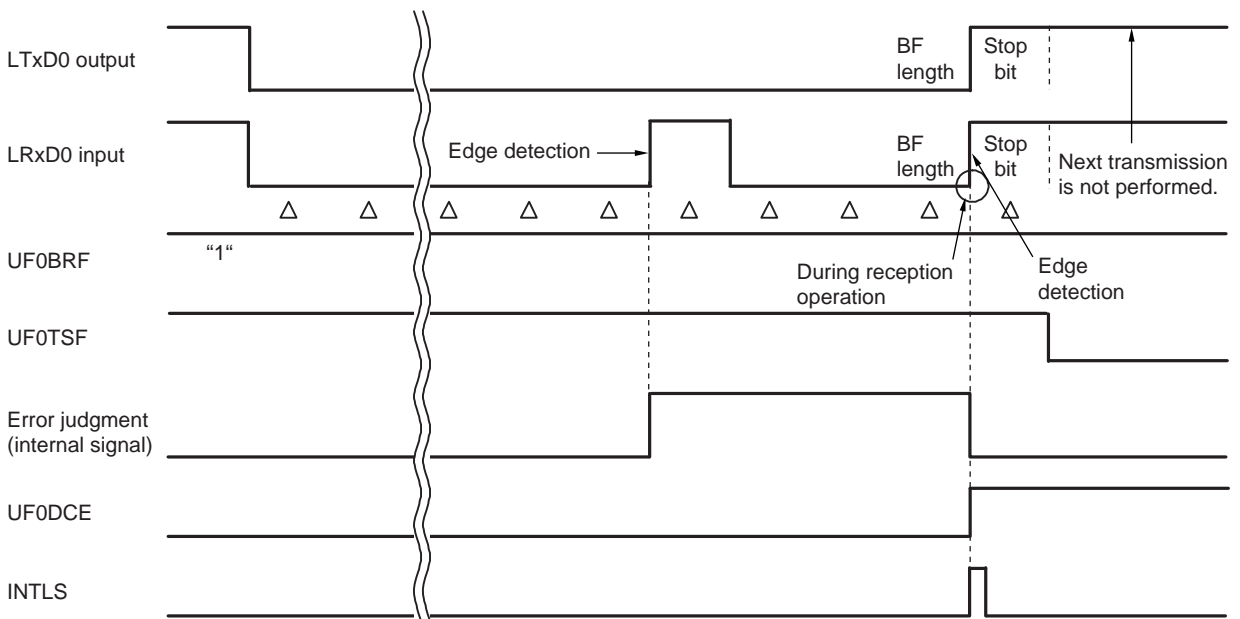 LTxD0 output
BF
length
Stop
bit
LRxD0 input
Edge detection
BF
length
Stop
bit
Next transmission
is not performed.
UF0BRF
“1“
During reception
operation
Edge
detection
UF0TSF
Error judgment
(internal signal)
UF0DCE
INTLS